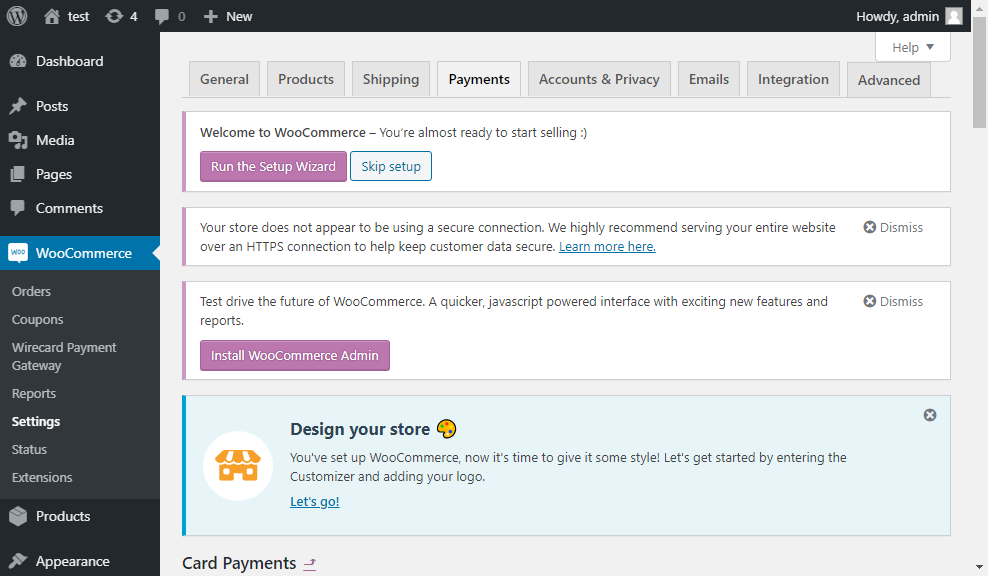 test 4 0 New Howdy, admin
Help
Dashboard
Posts
Media
Pages
Comments
WOO WooCommerce
Orders
Coupons
Wirecard Payment
Gateway
Reports
Settings
Status
Extensions
Products
Appearance
General Products Shipping Payments Accounts & Privacy Emails Integration Advanced
Welcome to WooCommerce – You're almost ready to start selling :)
Run the Setup Wizard Skip setup
Your store does not appear to be using a secure connection. We highly recommend serving your entire website Dismiss
over an HTTPS connection to help keep customer data secure. Learn more here.
Test drive the future of WooCommerce. A quicker, javascript powered interface with exciting new features and Dismiss
reports.
Install WooCommerce Admin
Design your store 🎨
You've set up WooCommerce, now it's time to give it some style! Let's get started by entering the
Customizer and adding your logo.
Let's go!
Card Payments